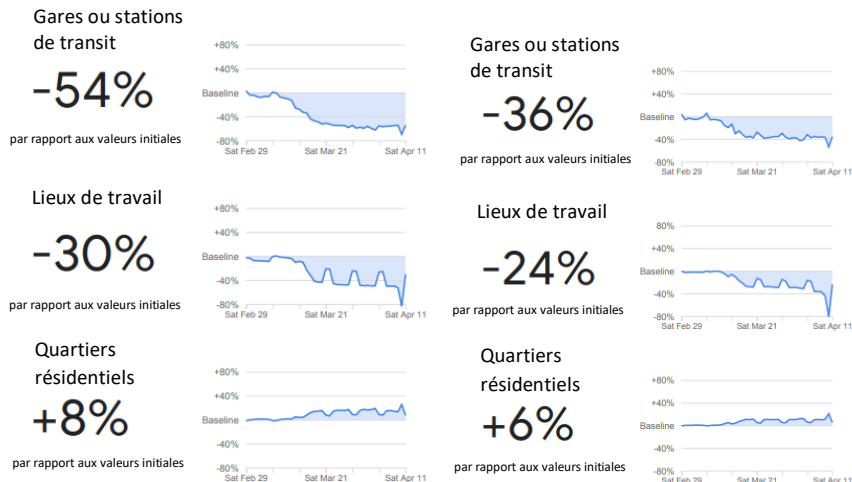 Gares ou stations
de transit
-54%
par rapport aux valeurs initiales
+80%
+40%
Baseline
-40%
-80%
Sat Feb 29
Sat Mar 21
Sat Apr 11
Lieux de travail
-30%
par rapport aux valeurs initiales
+80%
+40%
Baseline
-40%
-80%
Sat Feb 29
Sat Mar 21
Sat Apr 11
Quartiers
résidentiels
+8%
par rapport aux valeurs initiales
+80%
+40%
Baseline
-40%
-80%
Sat Feb 29
Sat Mar 21
Sat Apr 11
Gares ou stations
de transit
-36%
par rapport aux valeurs initiales
+80%
+40%
Baseline
-40%
-80%
Sat Feb 29
Sat Mar 21
Sat Apr 11
Lieux de travail
-24%
par rapport aux valeurs initiales
80%
+40%
Baseline
-40%
-80%
Sat Feb 29
Sat Mar 21
Sat Apr 11
Quartiers
résidentiels
+6%
par rapport aux valeurs initiales
+80%
+40%
Baseline
-40%
-80%
Sat Feb 29
Sat Mar 21
Sat Apr 11